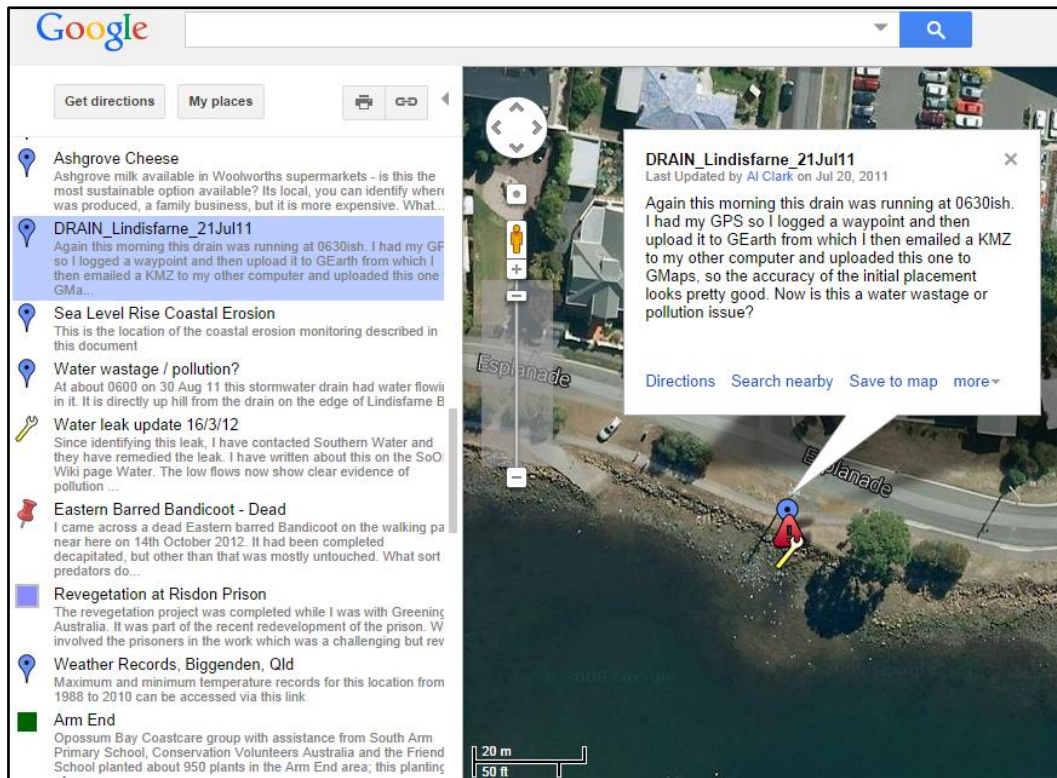 Google
Get directions
My places
Ashgrove Cheese
Ashgrove milk available in Woolworths supermarkets - is this the
most sustainable option available? Its local, you can identify where
was produced, a family business, but it is more expensive. What...
DRAIN_Lindisfarne_21Jul11
Again this morning this drain was running at 0630ish. I had my GP
so I logged a waypoint and then upload it to GEarth from which I
then emailed a KMZ to my other computer and uploaded this one
GMa...
Sea Level Rise Coastal Erosion
This is the location of the coastal erosion monitoring described in
this document
Water wastage / pollution?
At about 0600 on 30 Aug 11 this stormwater drain had water flowin
in it. It is directly up hill from the drain on the edge of Lindisfarne B
Water leak update 16/3/12
Since identifying this leak, I have contacted Southern Water and
they have remedied the leak. I have written about this on the SoO
Wiki page Water. The low flows now show clear evidence of
pollution ...
Eastern Barred Bandicoot - Dead
I came across a dead Eastern barred Bandicoot on the walking pa
near here on 14th October 2012. It had been completed
decapitated, but other than that was mostly untouched. What sort
predators do...
Revegetation at Risdon Prison
The revegetation project was completed while I was with Greening
Australia. It was part of the recent redevelopment of the prison. W
involved the prisoners in the work which was a challenging but rew
Weather Records, Biggenden, Qld
Maximum and minimum temperature records for this location from
1988 to 2010 can be accessed via this link
Arm End
Opossum Bay Coastcare group with assistance from South Arm
Primary School, Conservation Volunteers Australia and the Friend
School planted about 950 plants in the Arm End area; this planting
DRAIN_Lindisfarne_21Jul11
Last Updated by Al Clark on Jul 20, 2011
Again this morning this drain was running at 0630ish.
I had my GPS so I logged a waypoint and then
upload it to GEarth from which I then emailed a KMZ
to my other computer and uploaded this one to
GMaps, so the accuracy of the initial placement
looks pretty good. Now is this a water wastage or
pollution issue?
Directions Search nearby Save to map more
Esplanade
Esplanade
© 2009 Google
Google
20 m
50 ft